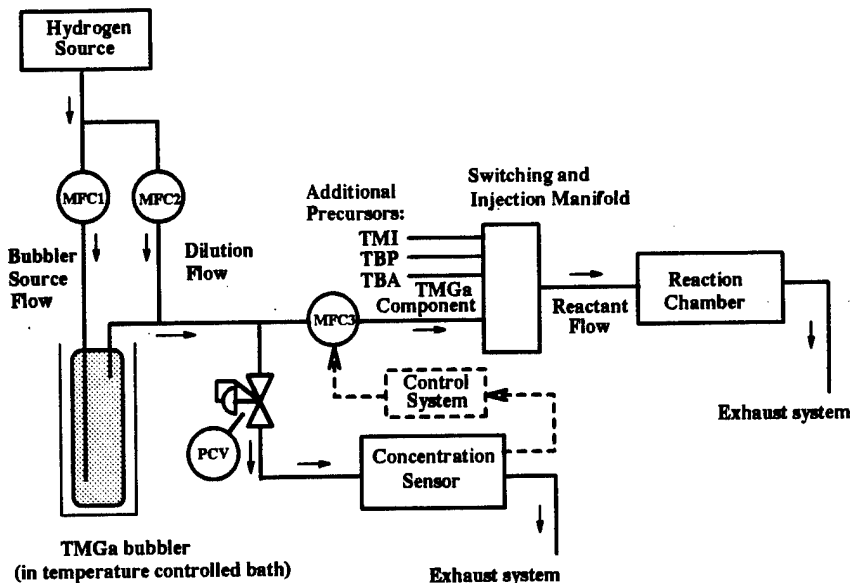 Hydrogen
Source
MFC1
MFC2
Bubbler
Source
Flow
Dilution
Flow
Additional
Precursors:
TMI
TBP
TBA
Switching and
Injection Manifold
TMGa
Component
MFC3
Reactant
Flow
Reaction
Chamber
Control
System
Exhaust system
PCV
Concentration
Sensor
TMGa bubbler
(in temperature controlled bath)
Exhaust system